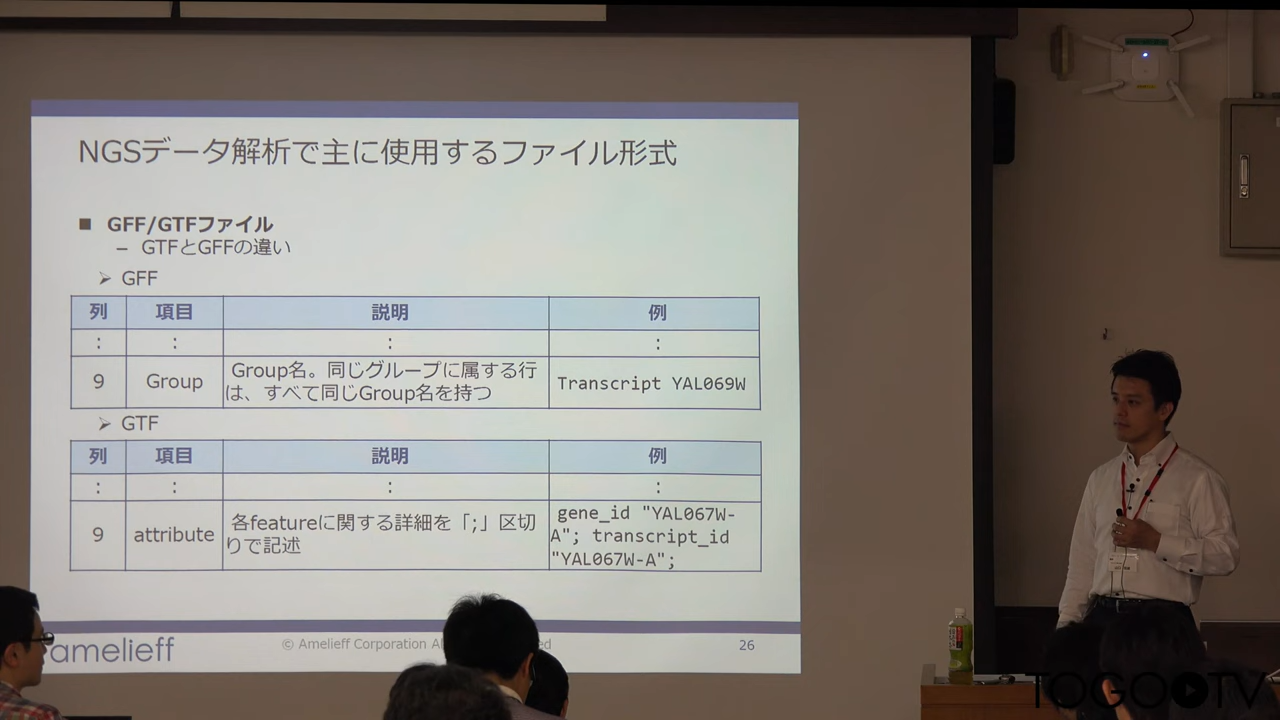 NGSデータ解析で主に使用するファイル形式
■ GFF/GTFファイル
– GTFとGFFの違い
➢ GFF
列 項目 説明 例
: : : :
9 Group Group名。同じグループに属する行は、すべて同じGroup名を持つ Transcript YAL069W
➢ GTF
列 項目 説明 例
: : : :
9 attribute 各featureに関する詳細を「;」区切りで記述 gene_id "YAL067W-A"; transcript_id "YAL067W-A";
amelieff
© Amelieff Corporation
26
TOGO TV